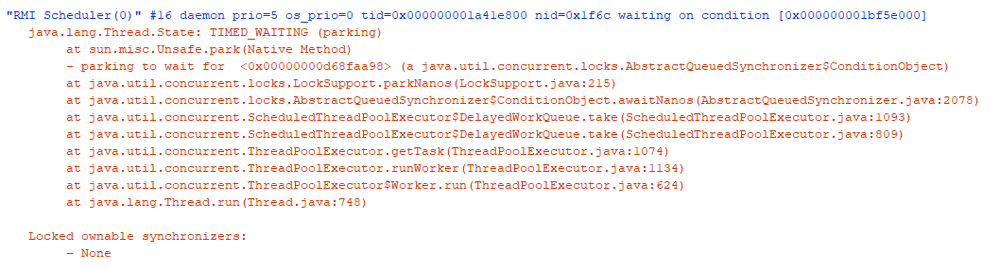 "RMI Scheduler(0)" #16 daemon prio=5 os_prio=0 tid=0x000000001a41e800 nid=0x1f6c waiting on condition [0x000000001bf5e000]
java.lang.Thread.State: TIMED_WAITING (parking)
at sun.misc.Unsafe.park(Native Method)
- parking to wait for <0x00000000d68faa98> (a java.util.concurrent.locks.AbstractQueuedSynchronizer$ConditionObject)
at java.util.concurrent.locks.LockSupport.parkNanos(LockSupport.java:215)
at java.util.concurrent.locks.AbstractQueuedSynchronizer$ConditionObject.awaitNanos(AbstractQueuedSynchronizer.java:2078)
at java.util.concurrent.ScheduledThreadPoolExecutor$DelayedWorkQueue.take(ScheduledThreadPoolExecutor.java:1093)
at java.util.concurrent.ScheduledThreadPoolExecutor$DelayedWorkQueue.take(ScheduledThreadPoolExecutor.java:809)
at java.util.concurrent.ThreadPoolExecutor.getTask(ThreadPoolExecutor.java:1074)
at java.util.concurrent.ThreadPoolExecutor.runWorker(ThreadPoolExecutor.java:1134)
at java.util.concurrent.ThreadPoolExecutor$Worker.run(ThreadPoolExecutor.java:624)
at java.lang.Thread.run(Thread.java:748)
Locked ownable synchronizers:
- None